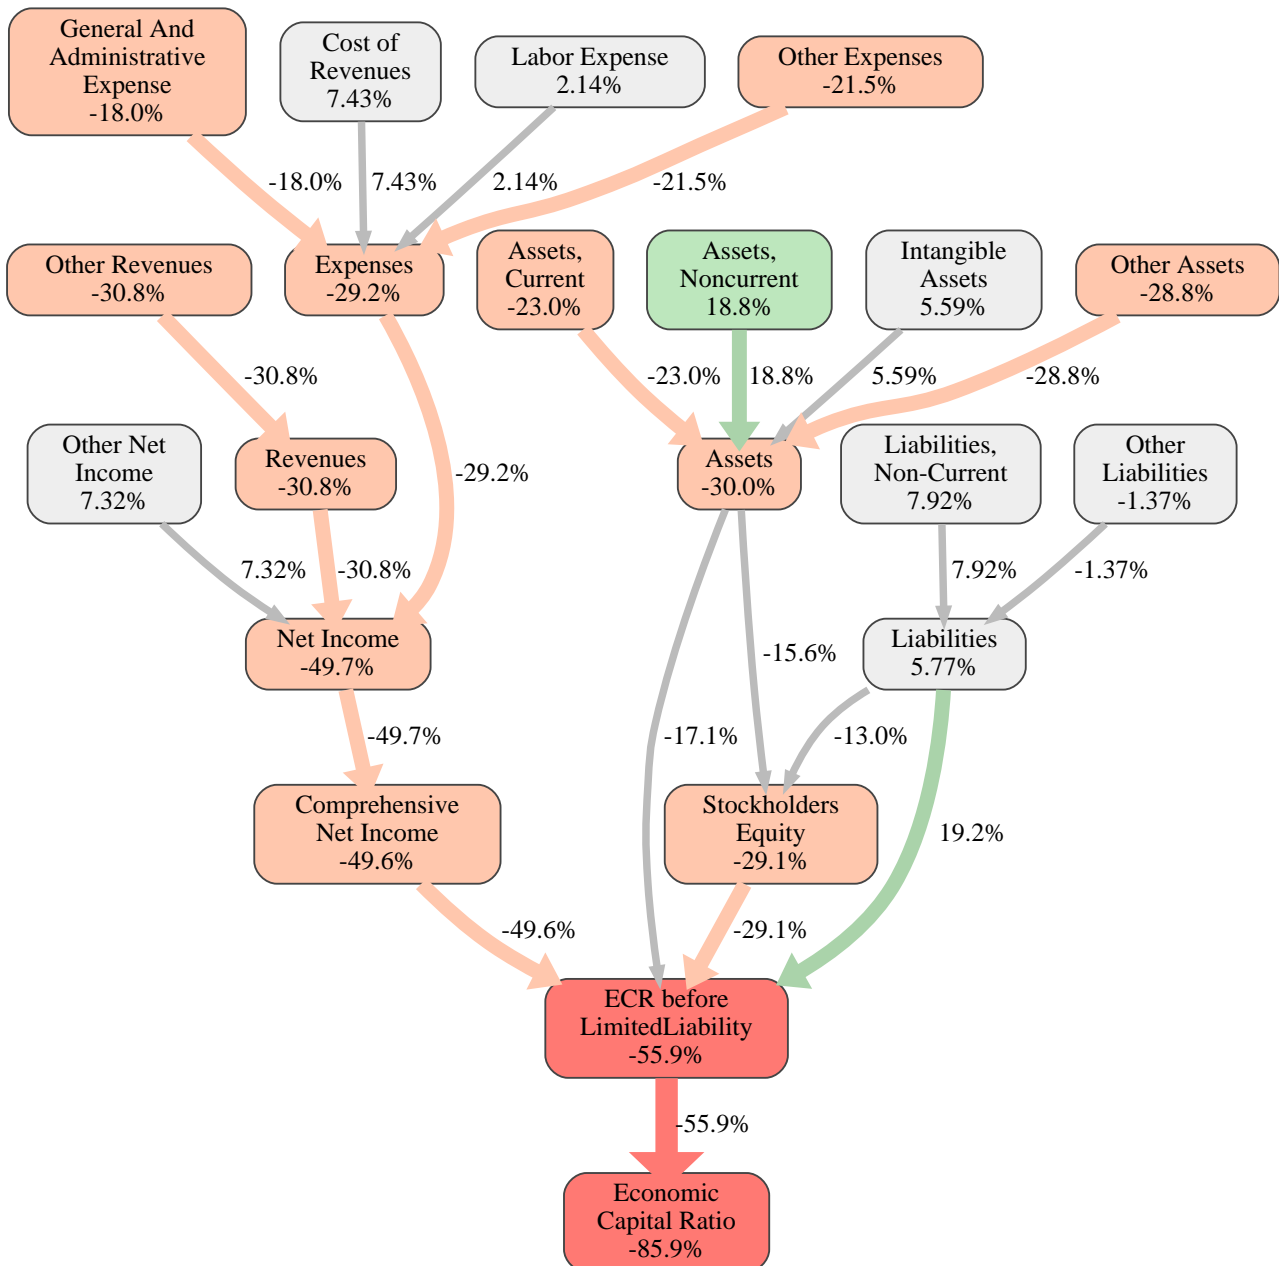 General And
Administrative
Expense
-18.0%
Cost of
Revenues
7.43%
Labor Expense
2.14%
Other Expenses
-21.5%
-18.0%
7.43%
2.14%
-21.5%
Other Revenues
-30.8%
Expenses
-29.2%
Assets,
Current
-23.0%
Assets,
Noncurrent
18.8%
Intangible
Assets
5.59%
Other Assets
-28.8%
-30.8%
-23.0%
18.8%
5.59%
-28.8%
Other Net
Income
7.32%
Revenues
-30.8%
-29.2%
Assets
-30.0%
Liabilities,
Non-Current
7.92%
Other
Liabilities
-1.37%
7.32%
-30.8%
7.92%
-1.37%
Net Income
-49.7%
-15.6%
Liabilities
5.77%
-49.7%
-17.1%
-13.0%
Comprehensive
Net Income
-49.6%
Stockholders
Equity
-29.1%
19.2%
-49.6%
-29.1%
ECR before
LimitedLiability
-55.9%
-55.9%
Economic
Capital Ratio
-85.9%